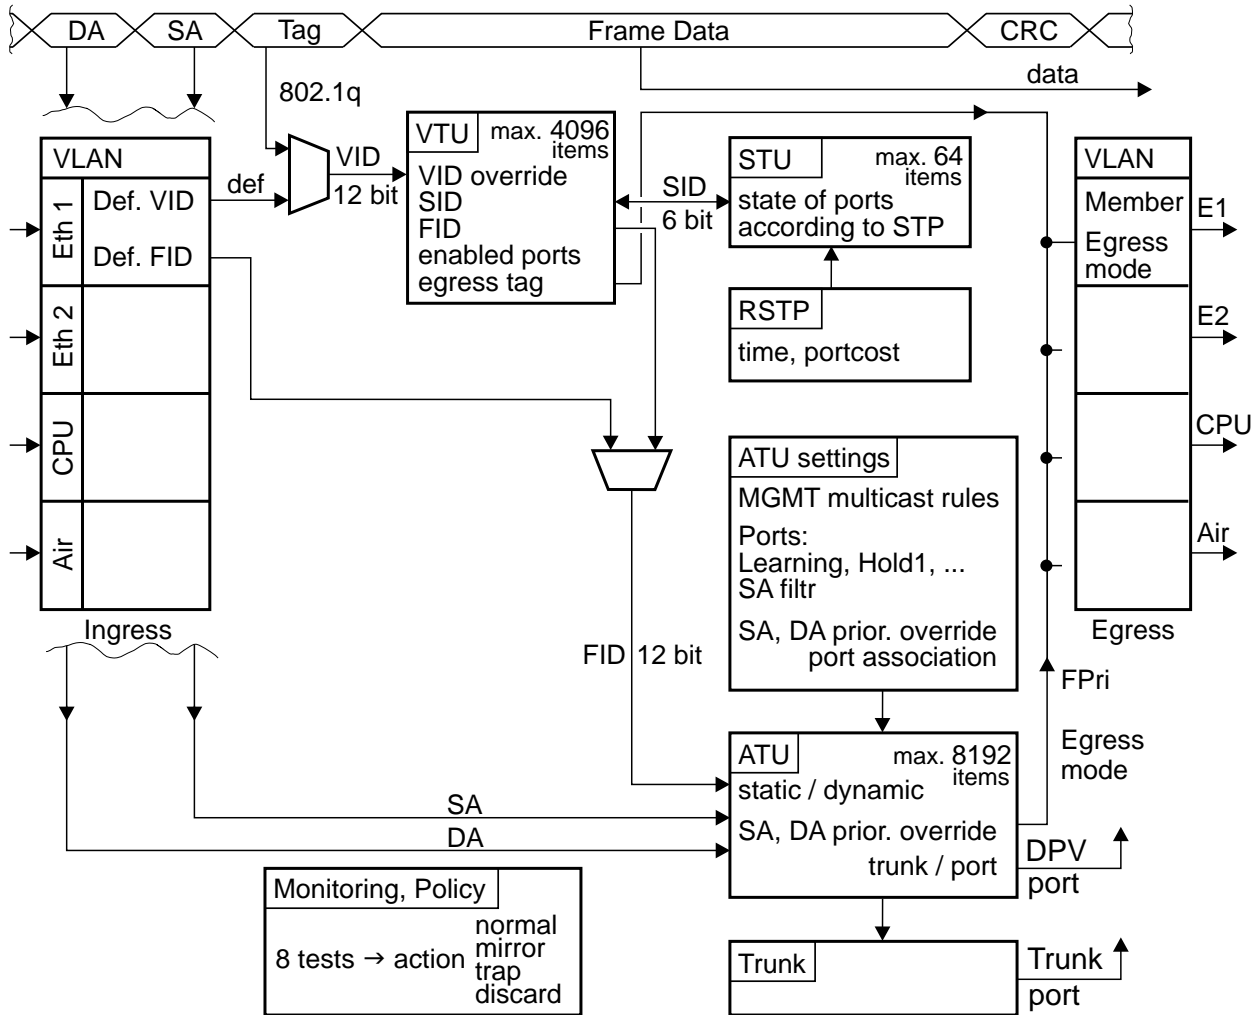 DA
SA
Tag
Frame Data
CRC
802.1q
data
VLAN
Eth 1
Def. VID
Def. FID
Eth 2
CPU
Air
Ingress
def
VID
12 bit
VTU
max. 4096
items
VID override
SID
FID
enabled ports
egress tag
SID
6 bit
STU
max. 64
items
state of ports
according to STP
RSTP
time, portcost
VLAN
Member
Egress
mode
E1
E2
CPU
Air
Egress
ATU settings
MGMT multicast rules
Ports:
Learning, Hold1, ...
SA filtr
SA, DA prior. override
port association
FID 12 bit
FPri
Egress
mode
ATU
max. 8192
items
static / dynamic
SA, DA prior. override
trunk / port
SA
DA
DPV
port
Monitoring, Policy
8 tests → action
normal
mirror
trap
discard
Trunk
Trunk
port